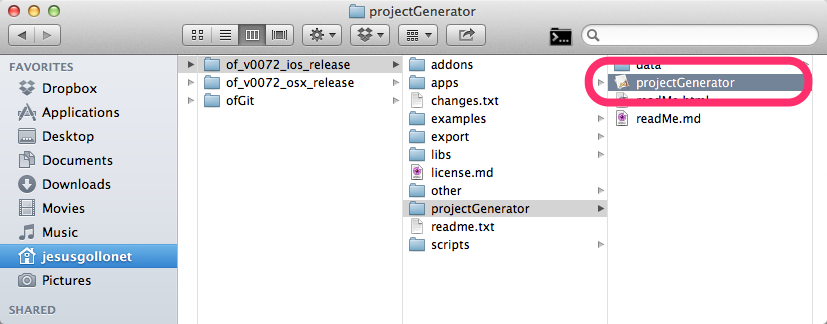 projectGenerator
FAVORITES
Dropbox
Applications
Desktop
Documents
Downloads
Movies
Music
jesusgollonet
Pictures
SHARED
of_v0072_ios_release
of_v0072_osx_release
ofGit
addons
apps
changes.txt
examples
export
libs
license.md
other
projectGenerator
readme.txt
scripts
data
projectGenerator
readMe.html
readMe.md